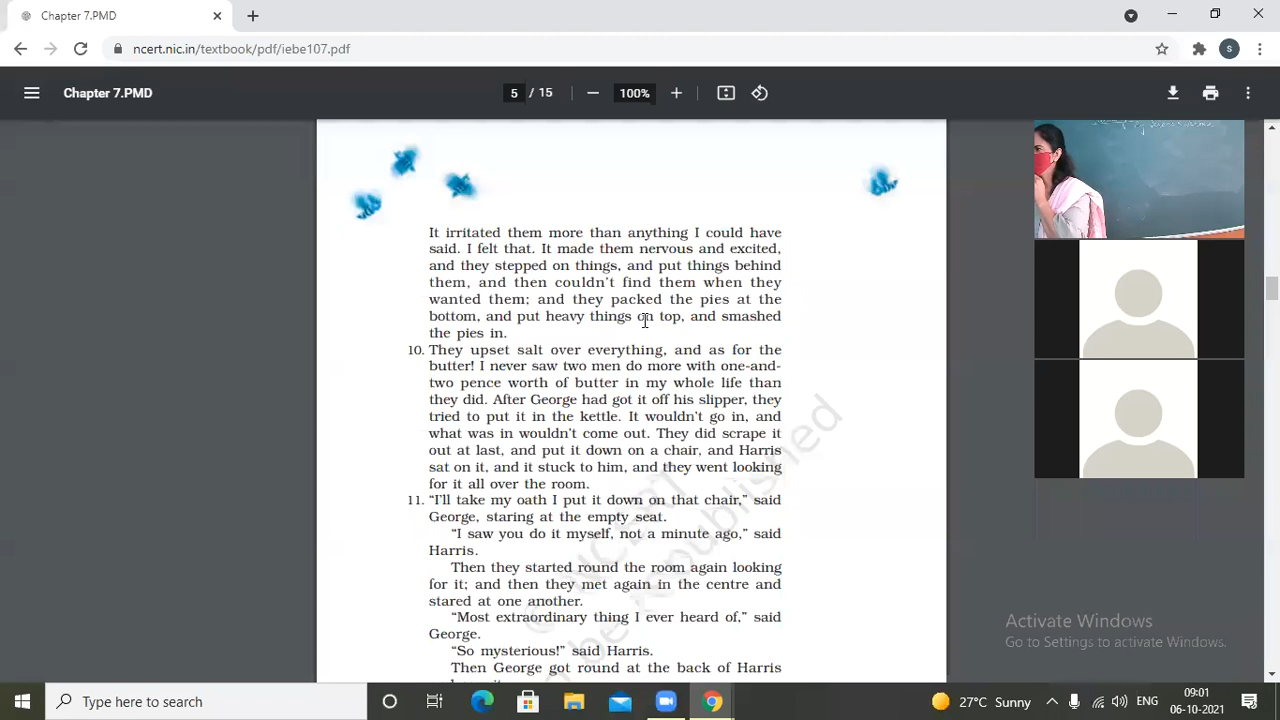 Chapter 7.PMD
ncert.nic.in/textbook/pdf/iebe107.pdf
S
Chapter 7.PMD
5 / 15
100%
It irritated them more than anything I could have
said. I felt that. It made them nervous and excited,
and they stepped on things, and put things behind
them, and then couldn't find them when they
wanted them; and they packed the pies at the
bottom, and put heavy things on top, and smashed
the pies in.
10. They upset salt over everything, and as for the
butter! I never saw two men do more with one-and-
two pence worth of butter in my whole life than
they did. After George had got it off his slipper, they
tried to put it in the kettle. It wouldn't go in, and
what was in wouldn't come out. They did scrape it
out at last, and put it down on a chair, and Harris
sat on it, and it stuck to him, and they went looking
for it all over the room.
11. “I'll take my oath I put it down on that chair,” said
George, staring at the empty seat.
“I saw you do it myself, not a minute ago,” said
Harris.
Then they started round the room again looking
for it; and then they met again in the centre and
stared at one another.
“Most extraordinary thing I ever heard of,” said
George.
“So mysterious!” said Harris.
Then George got round at the back of Harris
© NCERT
be republished
Activate Windows
Go to Settings to activate Windows.
Type here to search
27°C Sunny
ENG
09:01
06-10-2021